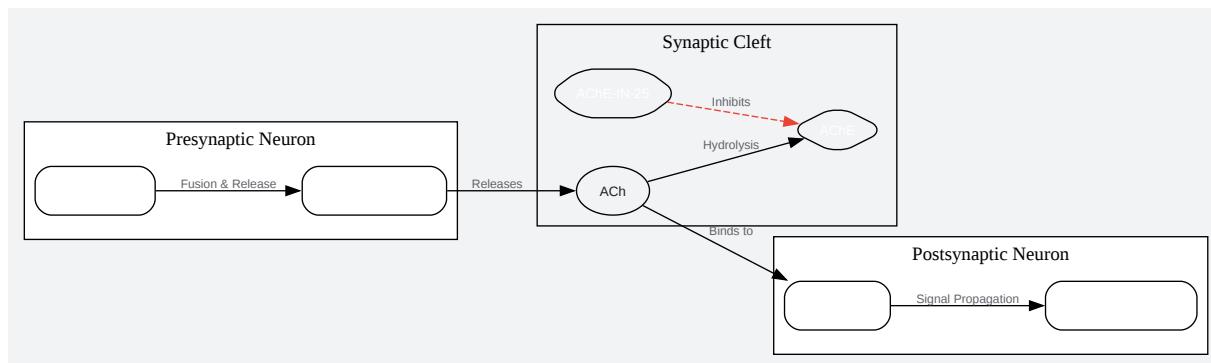 Synaptic Cleft
AChE-IN-25
Inhibits
AChE
Hydrolysis
Presynaptic Neuron
Fusion & Release
Releases
ACh
Binds to
Postsynaptic Neuron
Signal Propagation